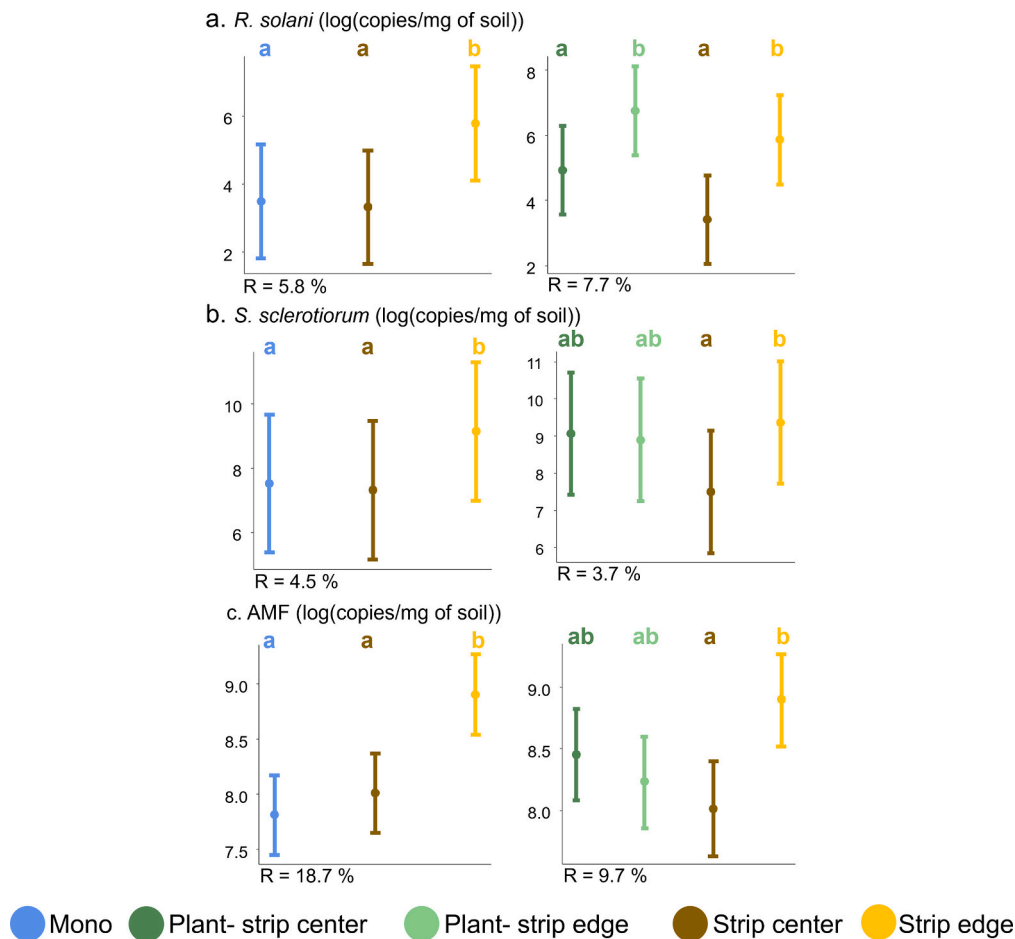 a. R. solani (log(copies/mg of soil))
a a b
a b a b
6
4
2
8
6
4
2
R = 5.8 %
R = 7.7 %
b. S. sclerotiorum (log(copies/mg of soil))
a a b
ab ab a b
10
8
6
11
10
9
8
7
6
R = 4.5 %
R = 3.7 %
c. AMF (log(copies/mg of soil))
a a b
ab ab a b
9.0
8.5
8.0
7.5
9.0
8.5
8.0
R = 18.7 %
R = 9.7 %
Mono Plant- strip center Plant- strip edge Strip center Strip edge